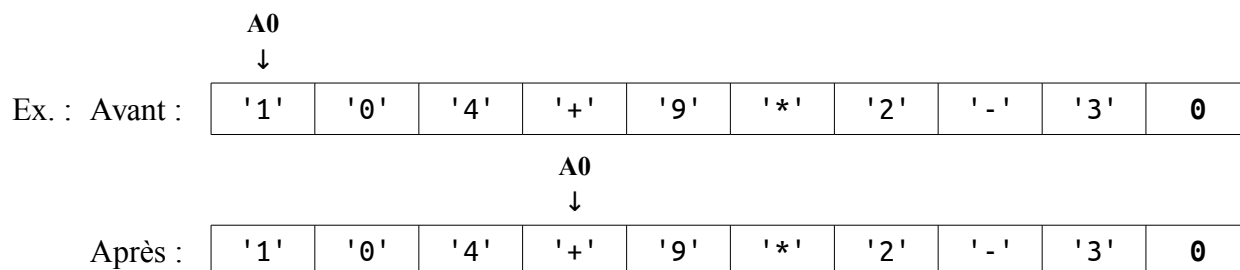 A0
↓
Ex. : Avant : '1' '0' '4' '+' '9' '*' '2' '-' '3' 0
A0
↓
Après : '1' '0' '4' '+' '9' '*' '2' '-' '3' 0